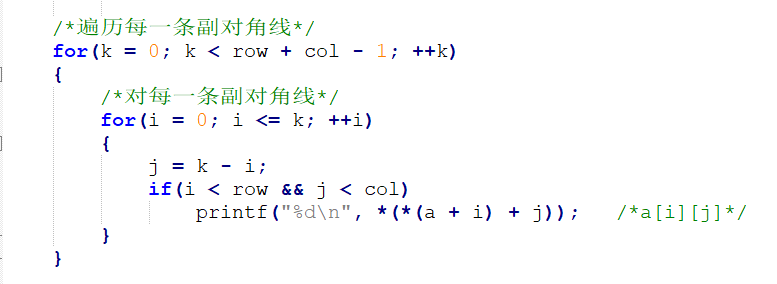 /*遍历每一条副对角线*/
for(k = 0; k < row + col - 1; ++k)
{
    /*对每一条副对角线*/
    for(i = 0; i <= k; ++i)
    {
        j = k - i;
        if(i < row && j < col)
            printf("%d\n", *(*(a + i) + j));   /*a[i][j]*/
    }
}